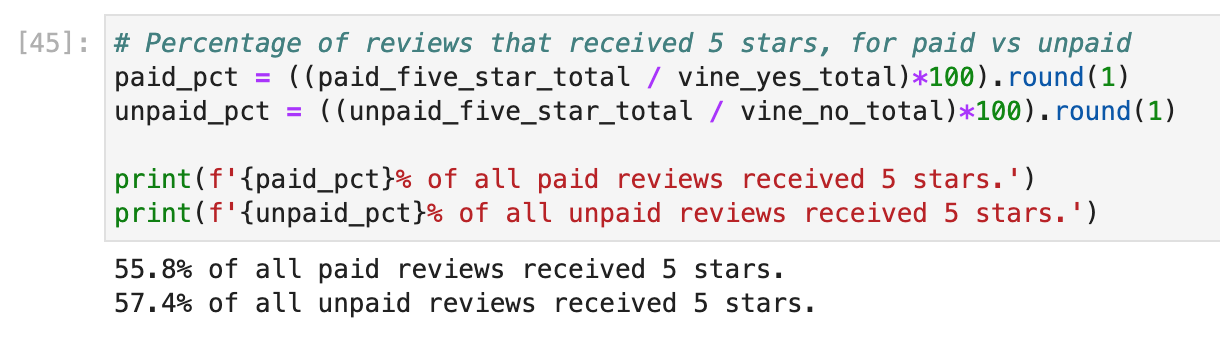 [45]: # Percentage of reviews that received 5 stars, for paid vs unpaid
paid_pct = ((paid_five_star_total / vine_yes_total)*100).round(1)
unpaid_pct = ((unpaid_five_star_total / vine_no_total)*100).round(1)
print(f'{paid_pct}% of all paid reviews received 5 stars.')
print(f'{unpaid_pct}% of all unpaid reviews received 5 stars.')
55.8% of all paid reviews received 5 stars.
57.4% of all unpaid reviews received 5 stars.